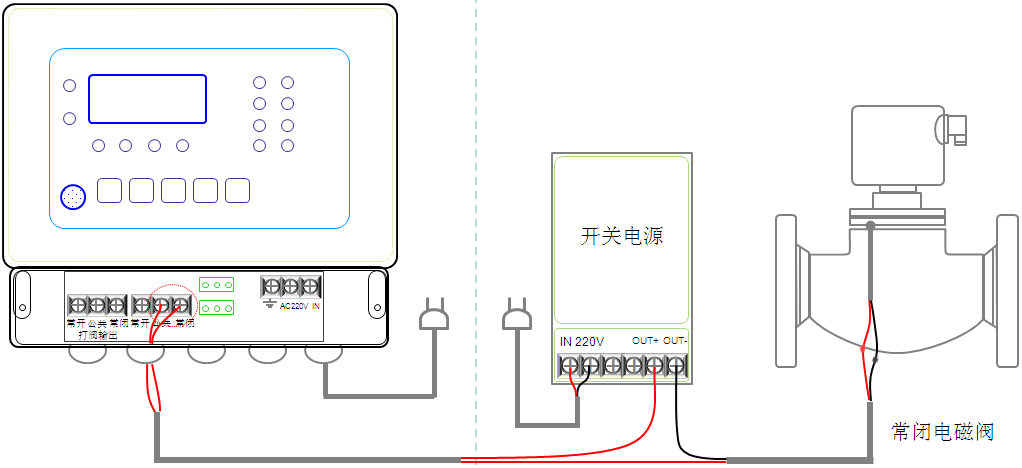 常开 公共 常闭 常开 公共 常闭
打阀输出
AC220V IN
开关电源
IN 220V OUT+ OUT-
常闭电磁阀